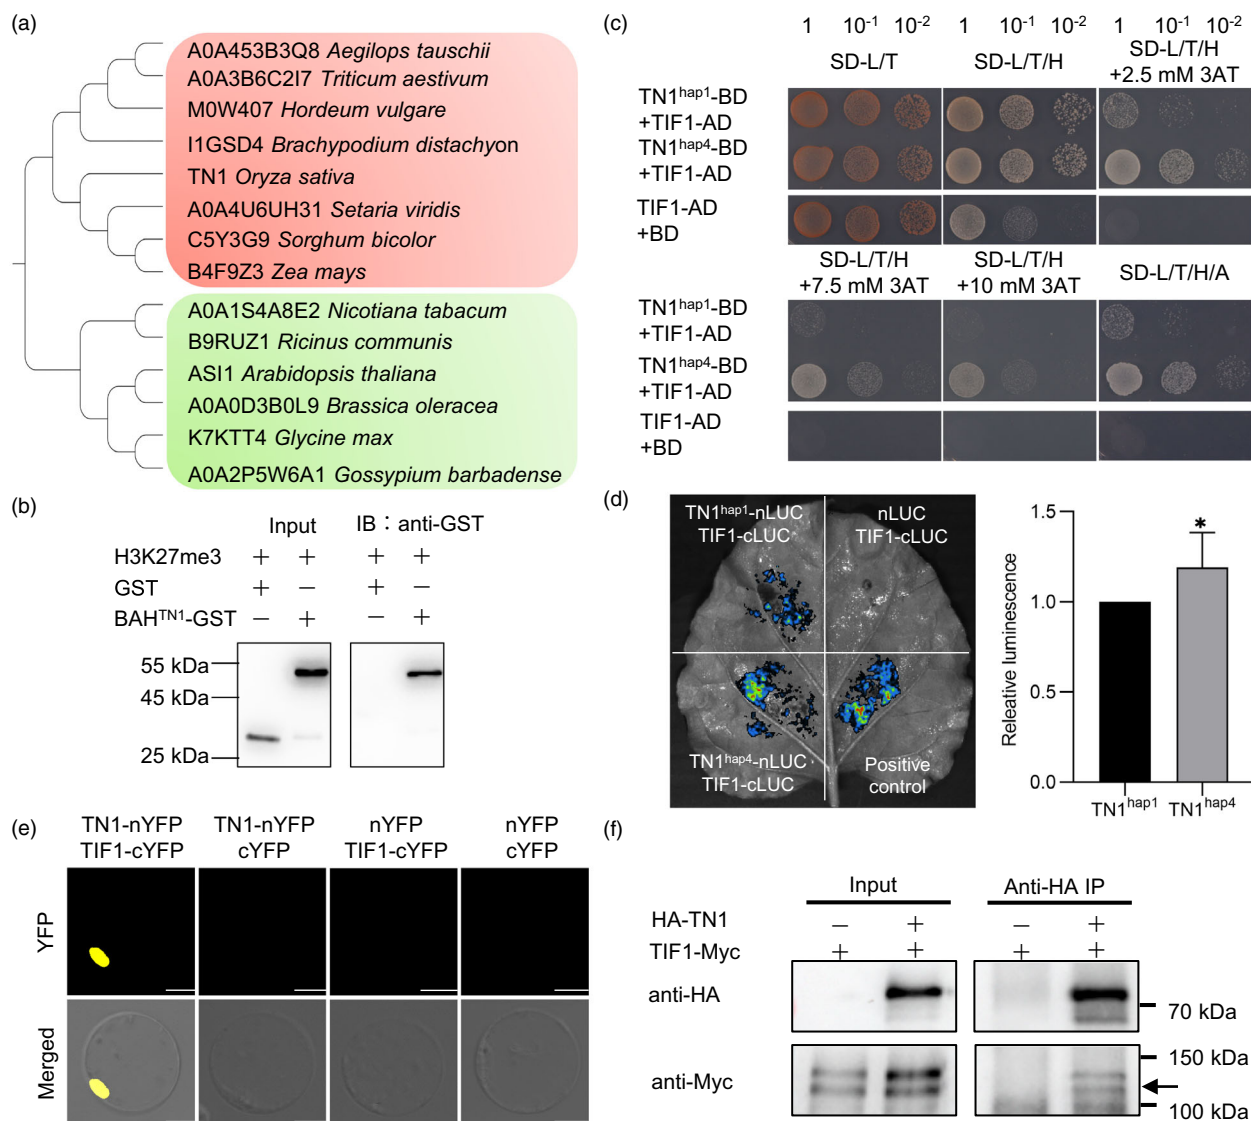 (a)
A0A453B3Q8 Aegilops tauschii
A0A3B6C2I7 Triticum aestivum
M0W407 Hordeum vulgare
I1GSD4 Brachypodium distachyon
TN1 Oryza sativa
A0A4U6UH31 Setaria viridis
C5Y3G9 Sorghum bicolor
B4F9Z3 Zea mays
A0A1S4A8E2 Nicotiana tabacum
B9RUZ1 Ricinus communis
ASI1 Arabidopsis thaliana
A0A0D3B0L9 Brassica oleracea
K7KTT4 Glycine max
A0A2P5W6A1 Gossypium barbadense
(b)
Input IB：anti-GST
H3K27me3 + + + +
GST + − + −
BAHᵀᴺ¹-GST − + − +
55 kDa
45 kDa
25 kDa
(c)
1 10⁻¹ 10⁻² 1 10⁻¹ 10⁻² 1 10⁻¹ 10⁻²
SD-L/T SD-L/T/H SD-L/T/H
+2.5 mM 3AT
TN1ʰᵃᵖ¹-BD
+TIF1-AD
TN1ʰᵃᵖ⁴-BD
+TIF1-AD
TIF1-AD
+BD
SD-L/T/H SD-L/T/H SD-L/T/H/A
+7.5 mM 3AT +10 mM 3AT
TN1ʰᵃᵖ¹-BD
+TIF1-AD
TN1ʰᵃᵖ⁴-BD
+TIF1-AD
TIF1-AD
+BD
(d)
TN1ʰᵃᵖ¹-nLUC
TIF1-cLUC
nLUC
TIF1-cLUC
TN1ʰᵃᵖ⁴-nLUC
TIF1-cLUC
Positive
control
Releative luminescence
1.5
1.0
0.5
0.0
*
TN1ʰᵃᵖ¹ TN1ʰᵃᵖ⁴
(e)
TN1-nYFP TN1-nYFP nYFP nYFP
TIF1-cYFP cYFP TIF1-cYFP cYFP
YFP
Merged
(f)
Input Anti-HA IP
HA-TN1 − + − +
TIF1-Myc + + + +
anti-HA
70 kDa
anti-Myc
150 kDa
100 kDa